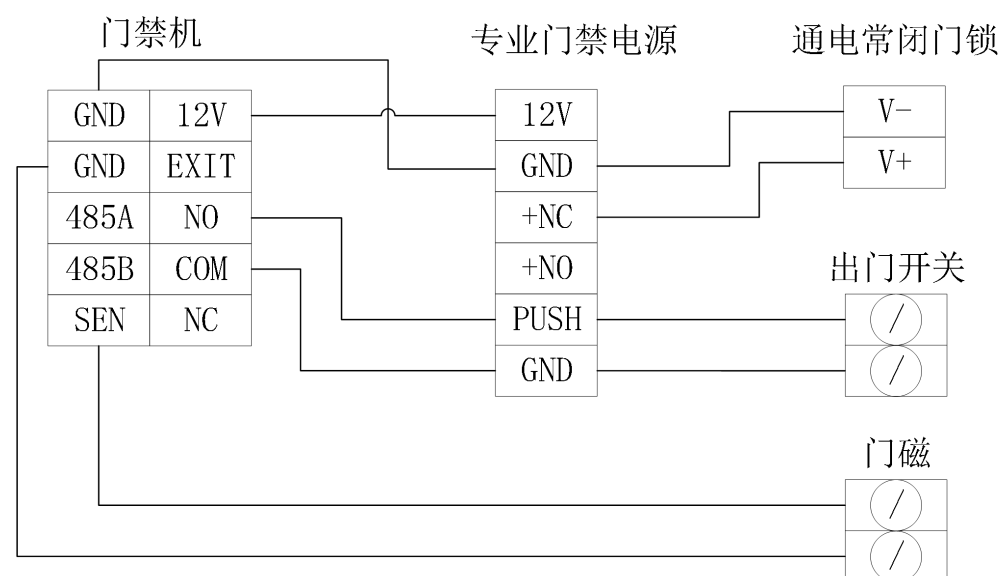 门禁机
专业门禁电源
通电常闭门锁
GND 12V
GND EXIT
485A NO
485B COM
SEN NC
12V
GND
+NC
+NO
PUSH
GND
V-
V+
出门开关
门磁